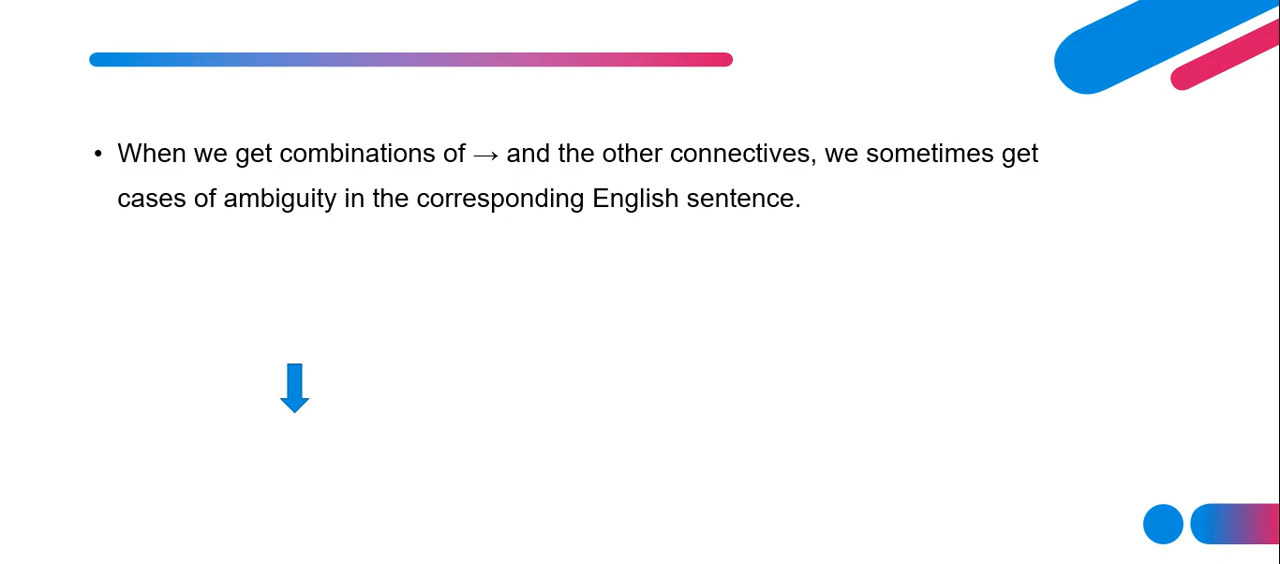 • When we get combinations of → and the other connectives, we sometimes get
cases of ambiguity in the corresponding English sentence.